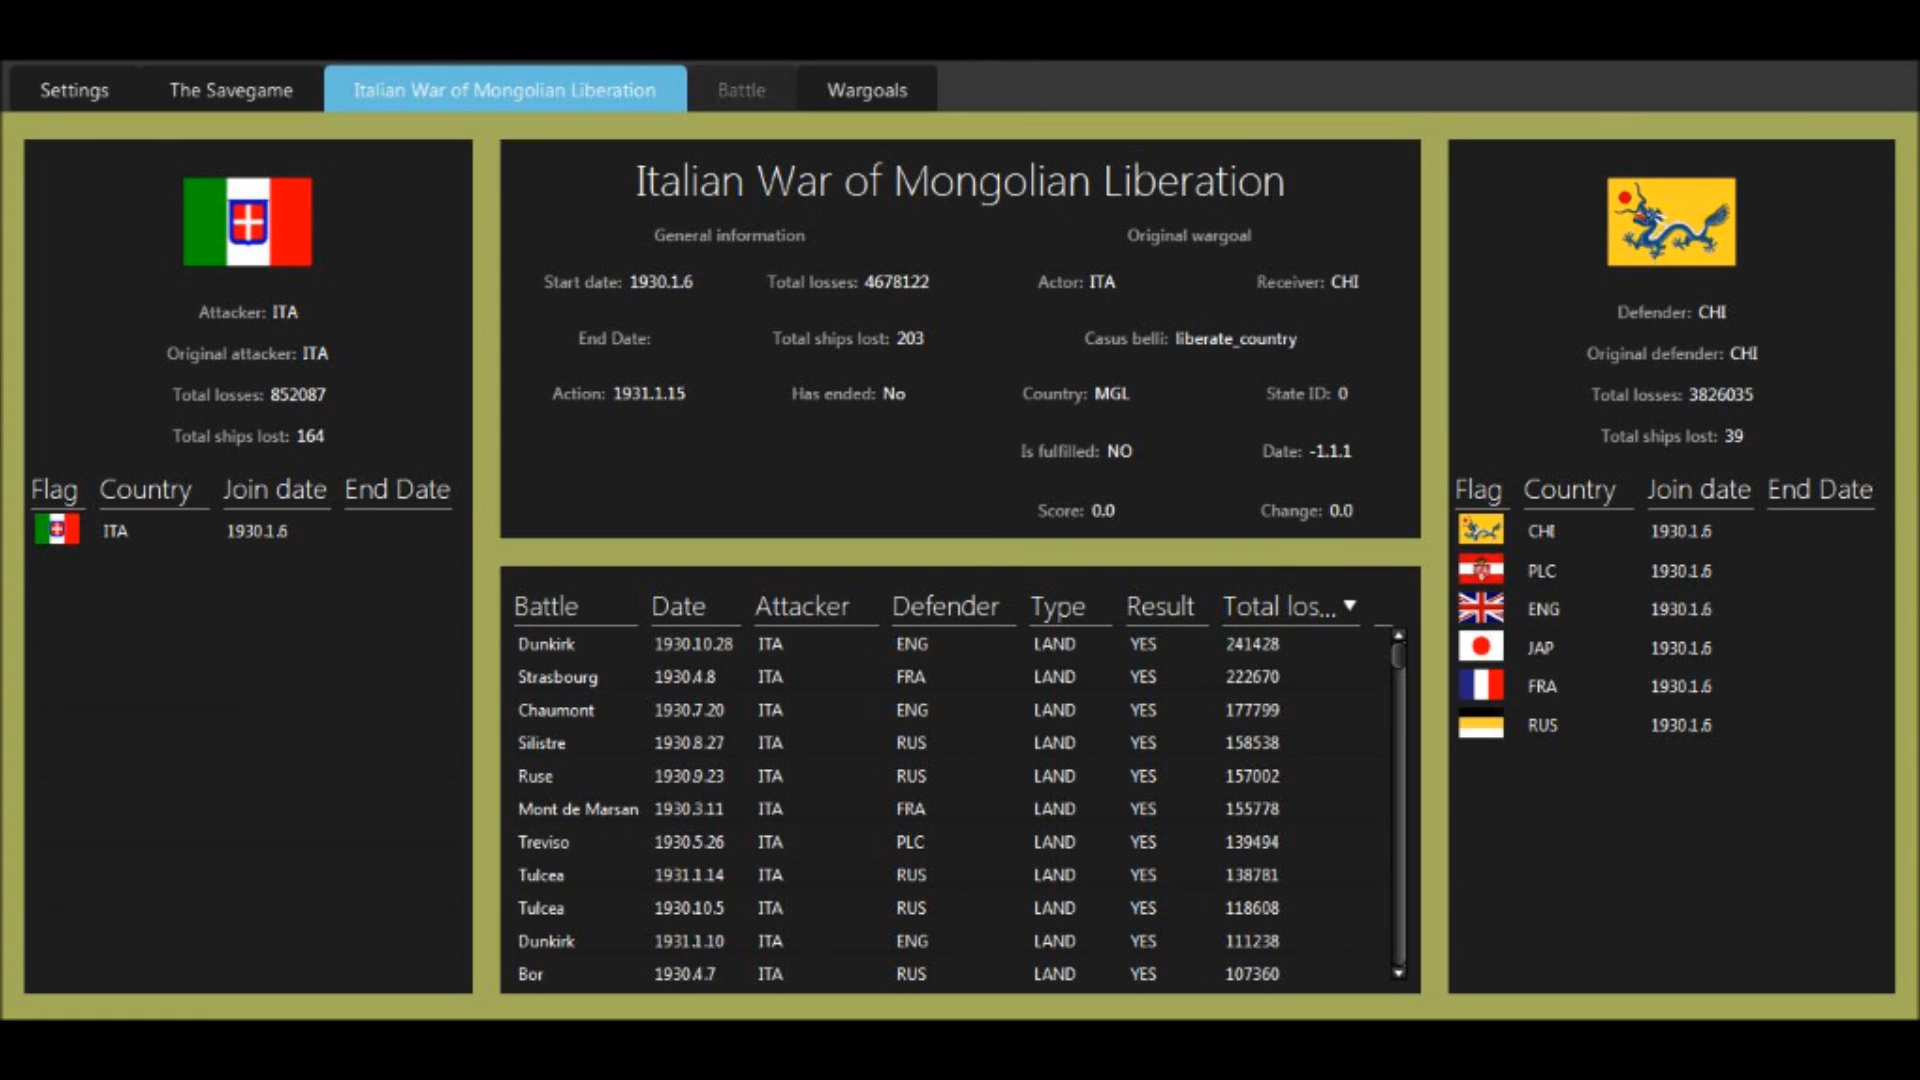 Settings
The Savegame
Italian War of Mongolian Liberation
Battle
Wargoals
Attacker: ITA
Original attacker: ITA
Total losses: 852087
Total ships lost: 164
Flag Country Join date End Date
ITA 1930.1.6
Italian War of Mongolian Liberation
General information
Original wargoal
Start date: 1930.1.6 Total losses: 4678122 Actor: ITA Receiver: CHI
End Date: Total ships lost: 203 Casus belli: liberate_country
Action: 1931.1.15 Has ended: No Country: MGL State ID: 0
Is fulfilled: NO Date: -1.1.1
Score: 0.0 Change: 0.0
Battle Date Attacker Defender Type Result Total los...
Dunkirk 1930.10.28 ITA ENG LAND YES 241428
Strasbourg 1930.4.8 ITA FRA LAND YES 222670
Chaumont 1930.7.20 ITA ENG LAND YES 177799
Silistre 1930.8.27 ITA RUS LAND YES 158538
Ruse 1930.9.23 ITA RUS LAND YES 157002
Mont de Marsan 1930.3.11 ITA FRA LAND YES 155778
Treviso 1930.5.26 ITA PLC LAND YES 139494
Tulcea 1931.1.14 ITA RUS LAND YES 138781
Tulcea 1930.10.5 ITA RUS LAND YES 118608
Dunkirk 1931.1.10 ITA ENG LAND YES 111238
Bor 1930.4.7 ITA RUS LAND YES 107360
Defender: CHI
Original defender: CHI
Total losses: 3826035
Total ships lost: 39
Flag Country Join date End Date
CHI 1930.1.6
PLC 1930.1.6
ENG 1930.1.6
JAP 1930.1.6
FRA 1930.1.6
RUS 1930.1.6